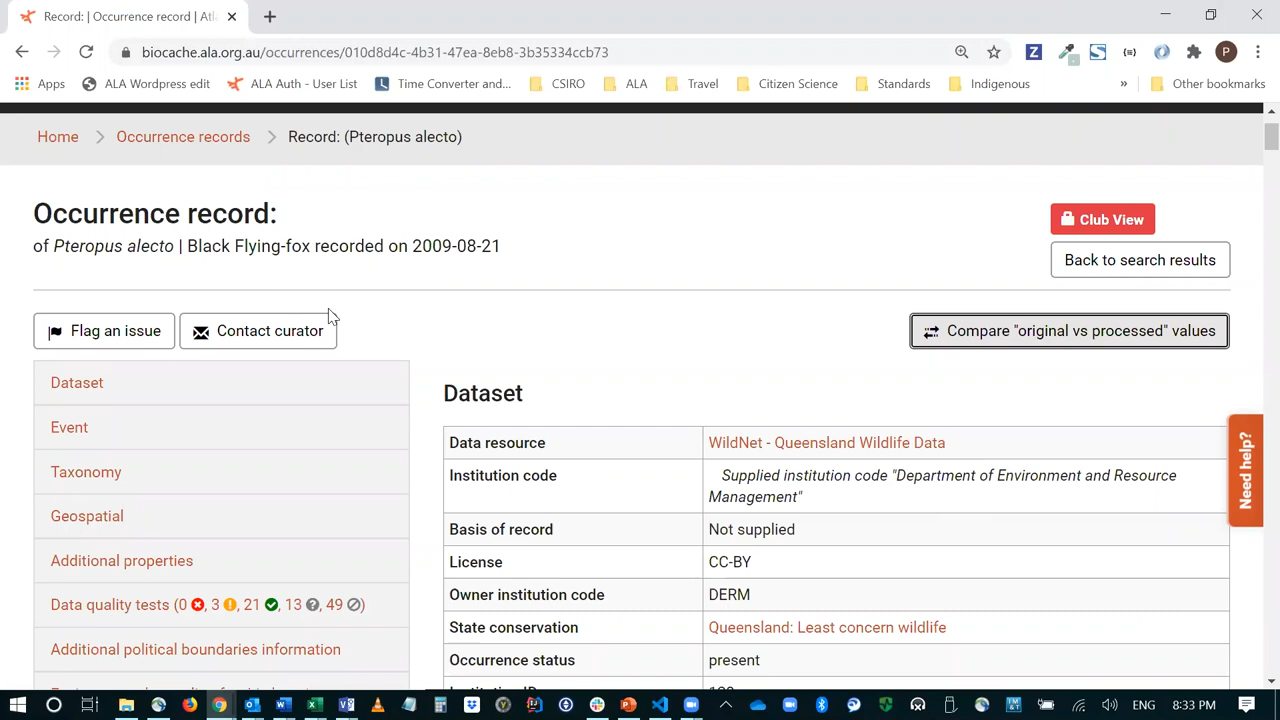 Record: | Occurrence record | Atl
biocache.ala.org.au/occurrences/010d8d4c-4b31-47ea-8eb8-3b35334ccb73
P
Apps ALA Wordpress edit ALA Auth - User List Time Converter and... CSIRO ALA Travel Citizen Science Standards Indigenous » Other bookmarks
Home Occurrence records Record: (Pteropus alecto)
Occurrence record:
of Pteropus alecto | Black Flying-fox recorded on 2009-08-21
Club View
Back to search results
Flag an issue Contact curator Compare "original vs processed" values
Dataset
Event
Taxonomy
Geospatial
Additional properties
Data quality tests (0 , 3 , 21 , 13 , 49 )
Additional political boundaries information
Dataset
Data resource WildNet - Queensland Wildlife Data
Institution code Supplied institution code "Department of Environment and Resource
Management"
Basis of record Not supplied
License CC-BY
Owner institution code DERM
State conservation Queensland: Least concern wildlife
Occurrence status present
Need help?
ENG 8:33 PM